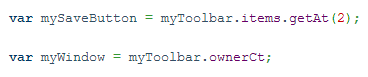 var mySaveButton = myToolbar.items.getAt(2);
var myWindow = myToolbar.ownerCt;